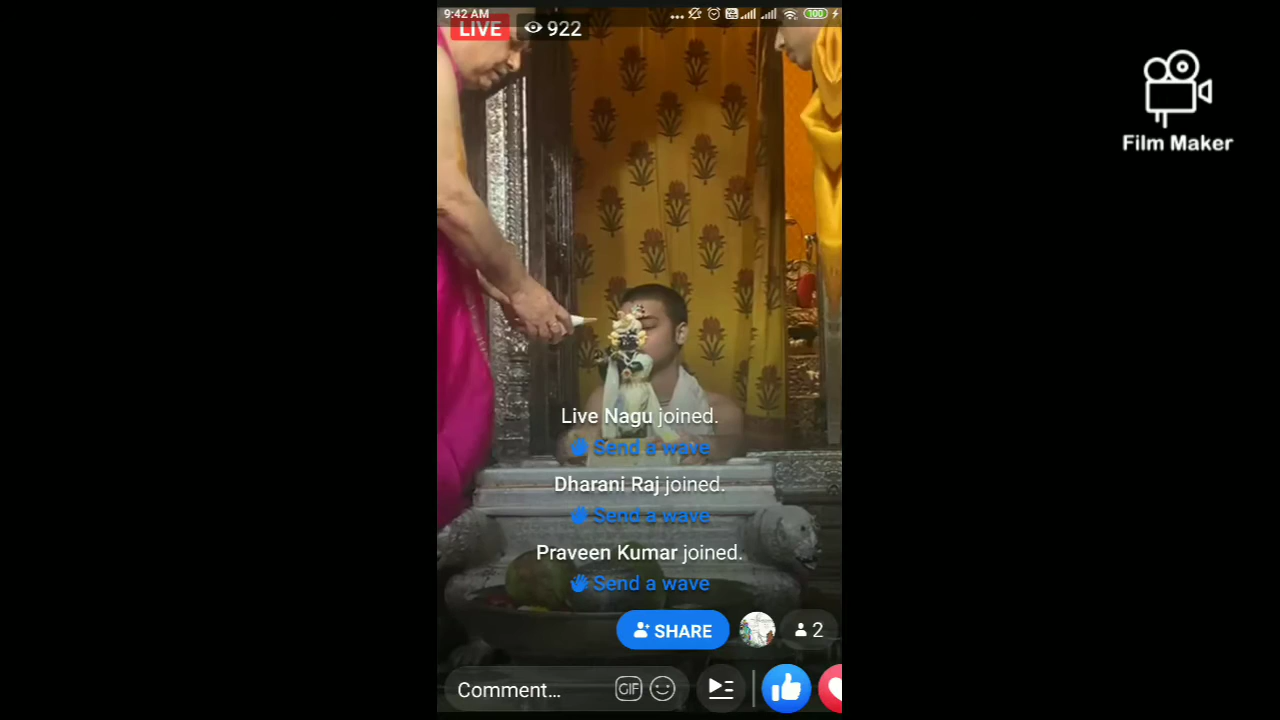 9:42 AM
100
LIVE 922
Film Maker
Live Nagu joined.
Send a wave
Dharani Raj joined.
Send a wave
Praveen Kumar joined.
Send a wave
SHARE
2
Comment...
GIF